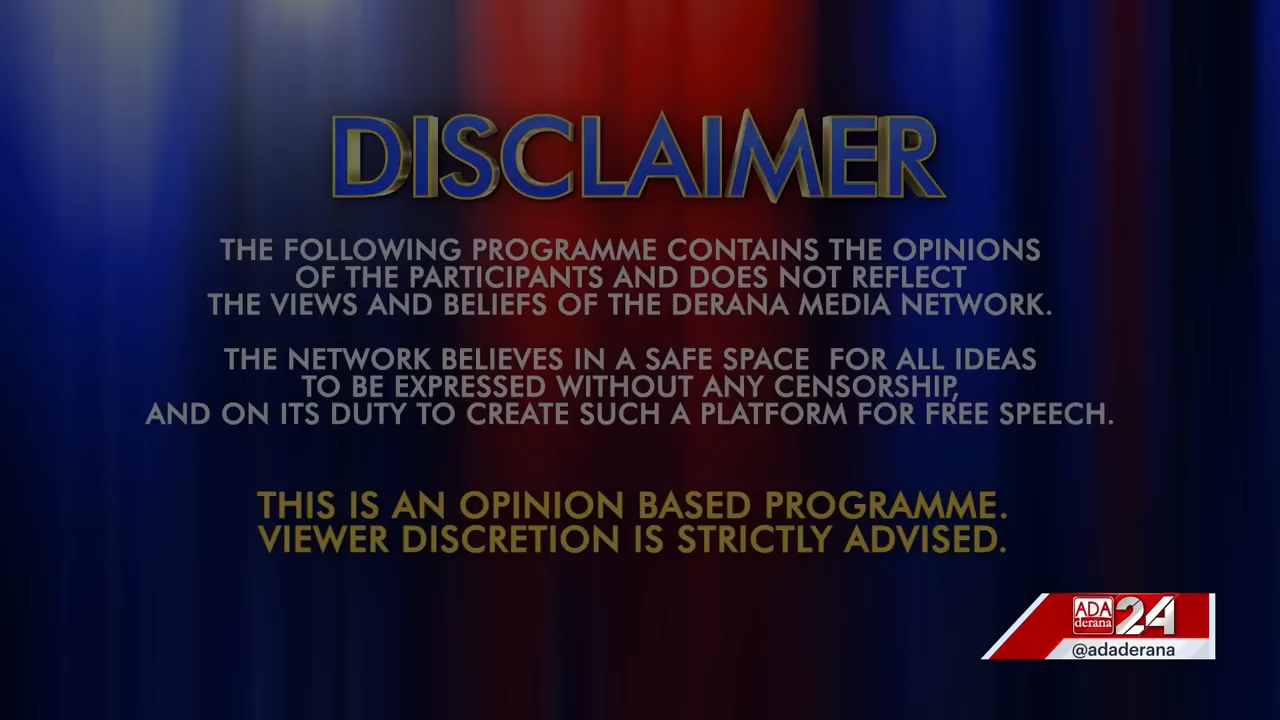 DISCLAIMER
THE FOLLOWING PROGRAMME CONTAINS THE OPINIONS
OF THE PARTICIPANTS AND DOES NOT REFLECT
THE VIEWS AND BELIEFS OF THE DERANA MEDIA NETWORK.
THE NETWORK BELIEVES IN A SAFE SPACE FOR ALL IDEAS
TO BE EXPRESSED WITHOUT ANY CENSORSHIP,
AND ON ITS DUTY TO CREATE SUCH A PLATFORM FOR FREE SPEECH.
THIS IS AN OPINION BASED PROGRAMME.
VIEWER DISCRETION IS STRICTLY ADVISED.
ADA
derana
24
@adaderana